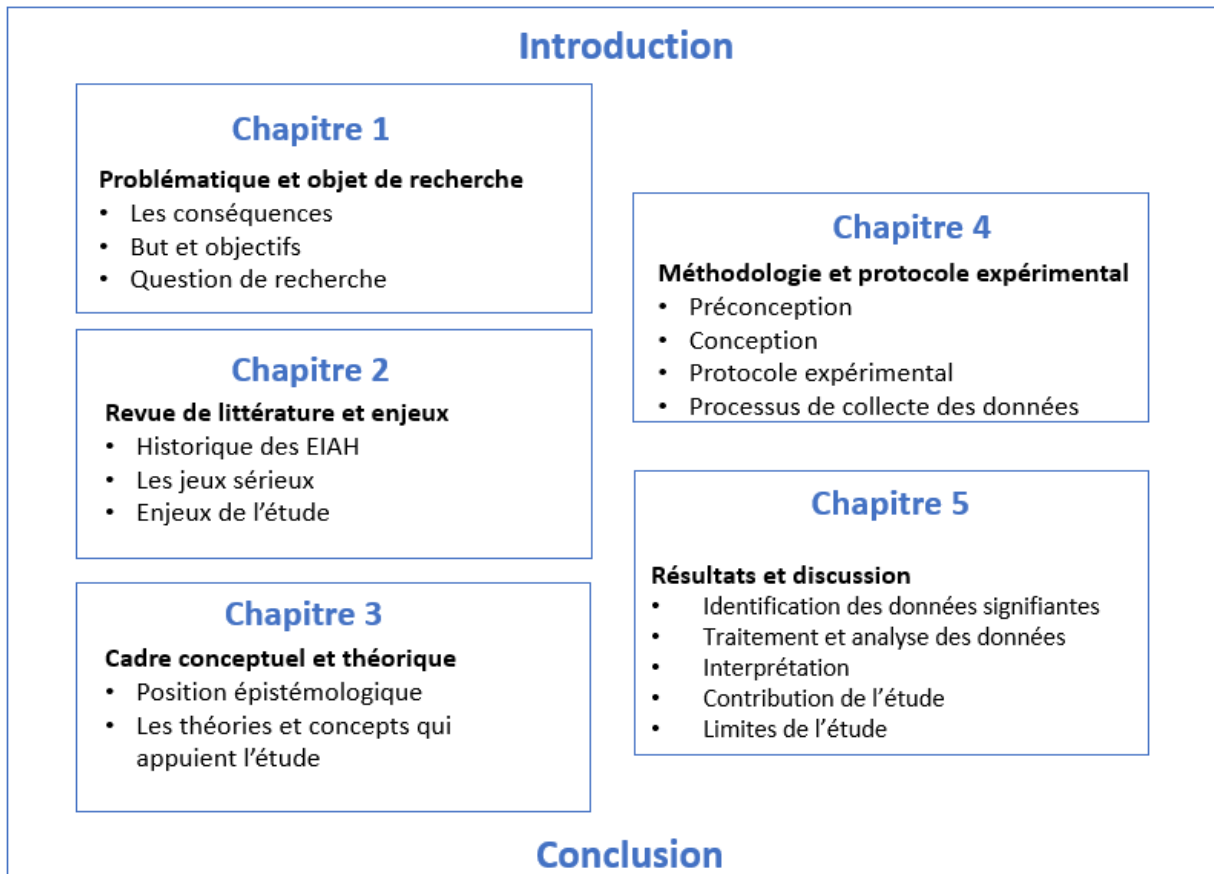 Introduction
Chapitre 1
Problématique et objet de recherche
• Les conséquences
• But et objectifs
• Question de recherche
Chapitre 2
Revue de littérature et enjeux
• Historique des EIAH
• Les jeux sérieux
• Enjeux de l'étude
Chapitre 3
Cadre conceptuel et théorique
• Position épistémologique
• Les théories et concepts qui
appuient l'étude
Chapitre 4
Méthodologie et protocole expérimental
• Préconception
• Conception
• Protocole expérimental
• Processus de collecte des données
Chapitre 5
Résultats et discussion
• Identification des données signifiantes
• Traitement et analyse des données
• Interprétation
• Contribution de l'étude
• Limites de l'étude
Conclusion